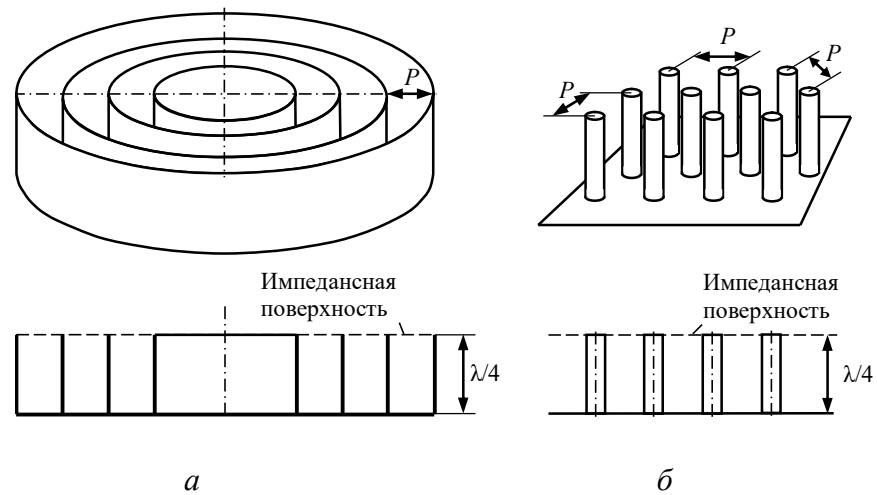 P
P
P
P
Импедансная
поверхность
λ/4
Импедансная
поверхность
λ/4
а
б